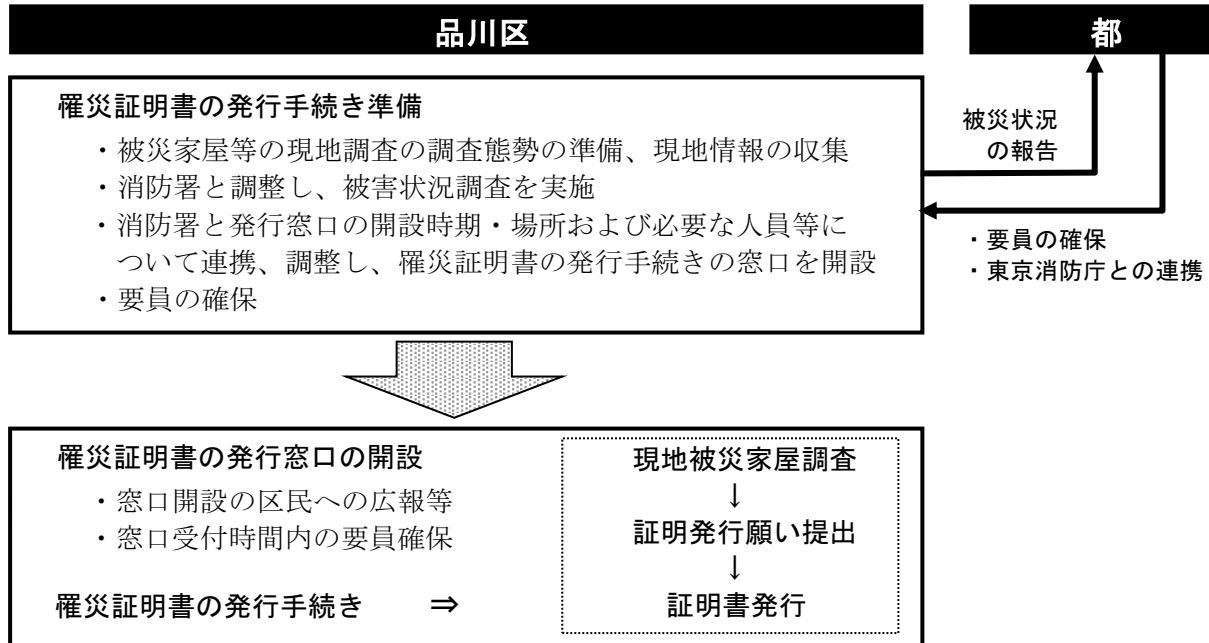 品川区
都
罹災証明書の発行手続き準備
・被災家屋等の現地調査の調査態勢の準備、現地情報の収集
・消防署と調整し、被害状況調査を実施
・消防署と発行窓口の開設時期・場所および必要な人員等に
ついて連携、調整し、罹災証明書の発行手続きの窓口を開設
・要員の確保
被災状況
の報告
・要員の確保
・東京消防庁との連携
罹災証明書の発行窓口の開設
・窓口開設の区民への広報等
・窓口受付時間内の要員確保
罹災証明書の発行手続き ⇒
現地被災家屋調査
↓
証明発行願い提出
↓
証明書発行